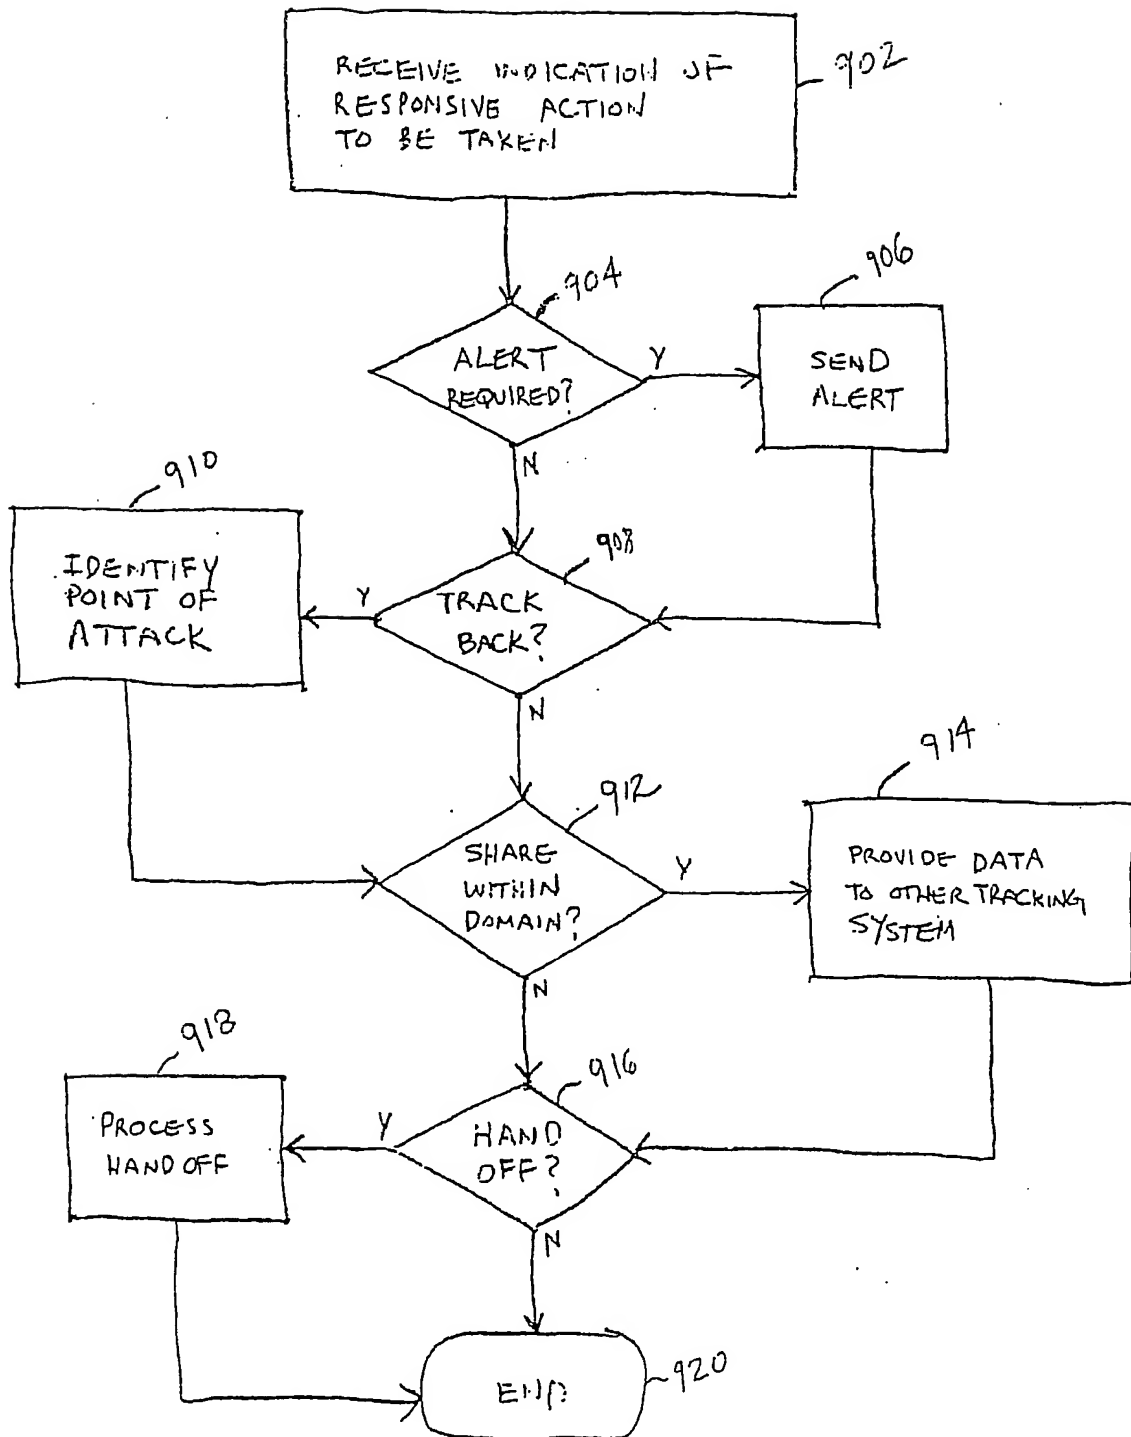 RECEIVE INDICATION OF
RESPONSIVE ACTION
TO BE TAKEN
902
904
ALERT
REQUIRED?
Y
N
906
SEND
ALERT
910
IDENTIFY
POINT OF
ATTACK
908
TRACK
BACK?
Y
N
912
SHARE
WITHIN
DOMAIN?
Y
N
914
PROVIDE DATA
TO OTHER TRACKING
SYSTEM
918
PROCESS
HANDOFF
916
HAND
OFF?
Y
N
END
920